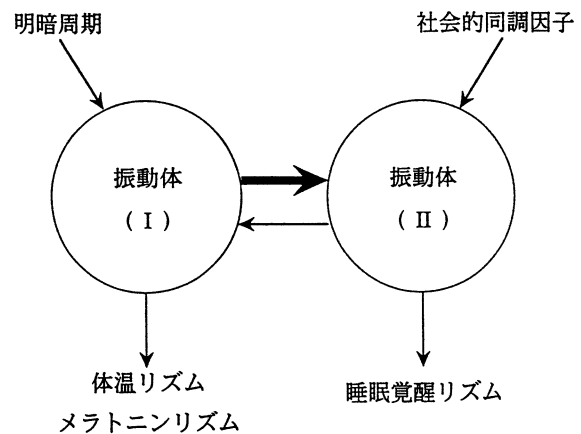 明暗周期
社会的同調因子
振動体
(Ⅰ)
振動体
(Ⅱ)
体温リズム
メラトニンリズム
睡眠覚醒リズム